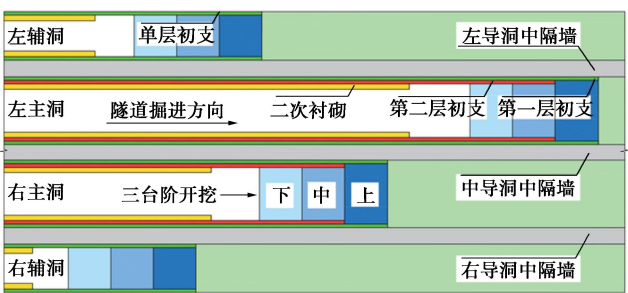 左辅洞
单层初支
左导洞中隔墙
左主洞
隧道掘进方向
二次衬砌
第二层初支
第一层初支
右主洞
三台阶开挖
下
中
上
中导洞中隔墙
右辅洞
右导洞中隔墙